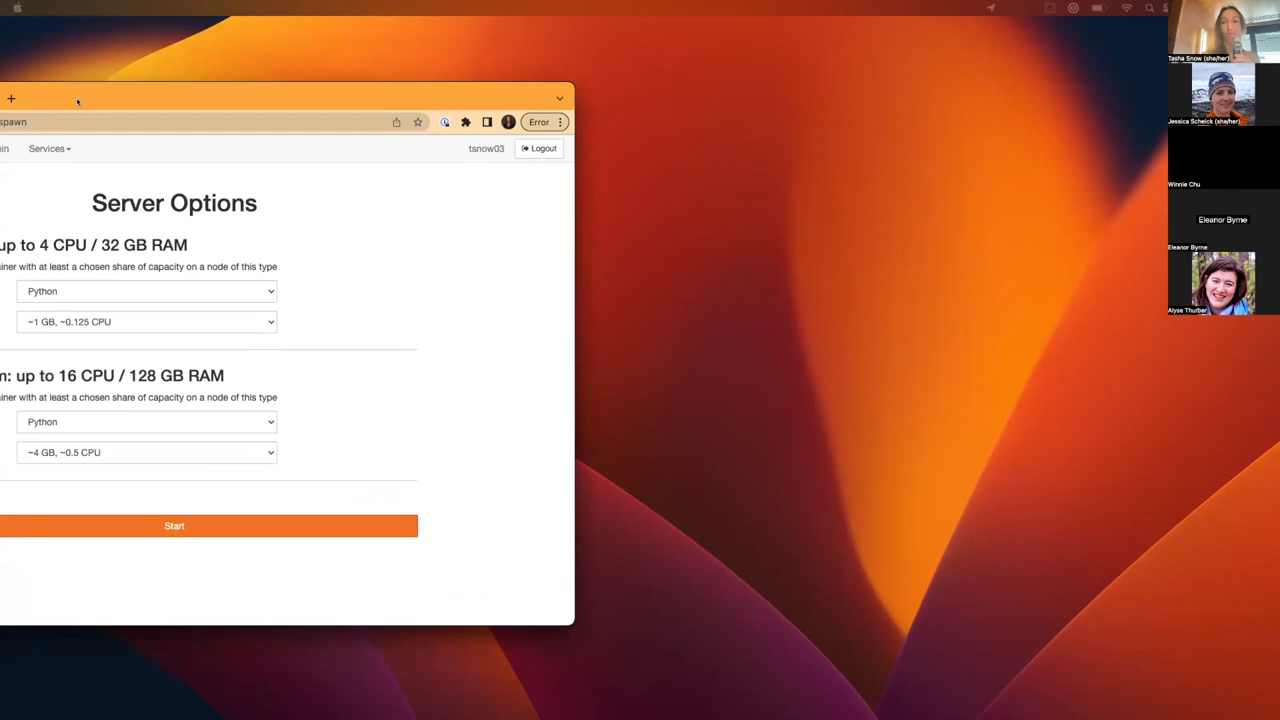 spawn
Error
in
Services
tsnow03
Logout
Server Options
up to 4 CPU / 32 GB RAM
ainer with at least a chosen share of capacity on a node of this type
Python
~1 GB, ~0.125 CPU
m: up to 16 CPU / 128 GB RAM
ainer with at least a chosen share of capacity on a node of this type
Python
~4 GB, ~0.5 CPU
Start
Tasha Snow (she/her)
Jessica Scheick (she/her)
Winnie Chu
Eleanor Byrne
Eleanor Byrne
Alyse Thurber